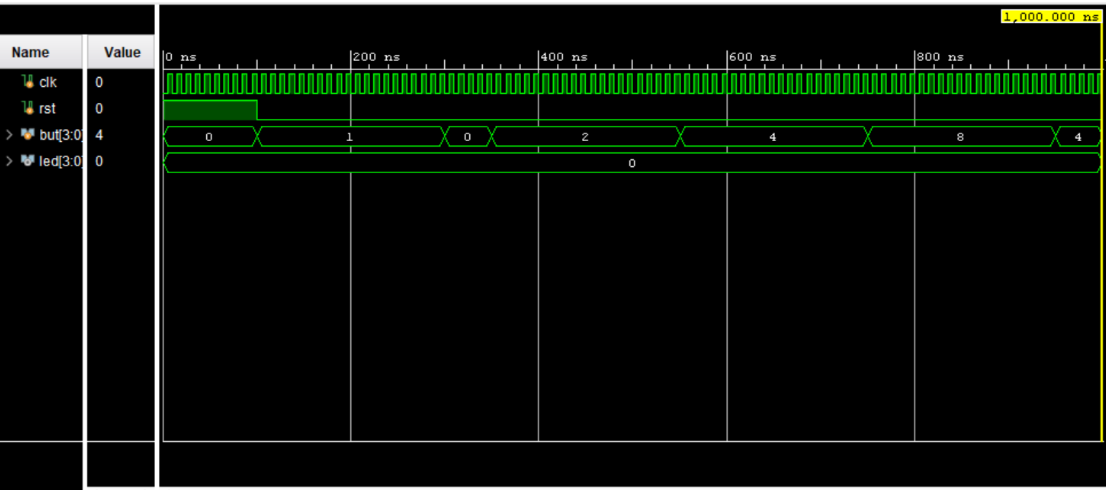 1,000.000 ns
Name Value
0 ns 200 ns 400 ns 600 ns 800 ns
clk 0
rst 0
but[3:0] 4 0 1 0 2 4 8 4
led[3:0] 0 0